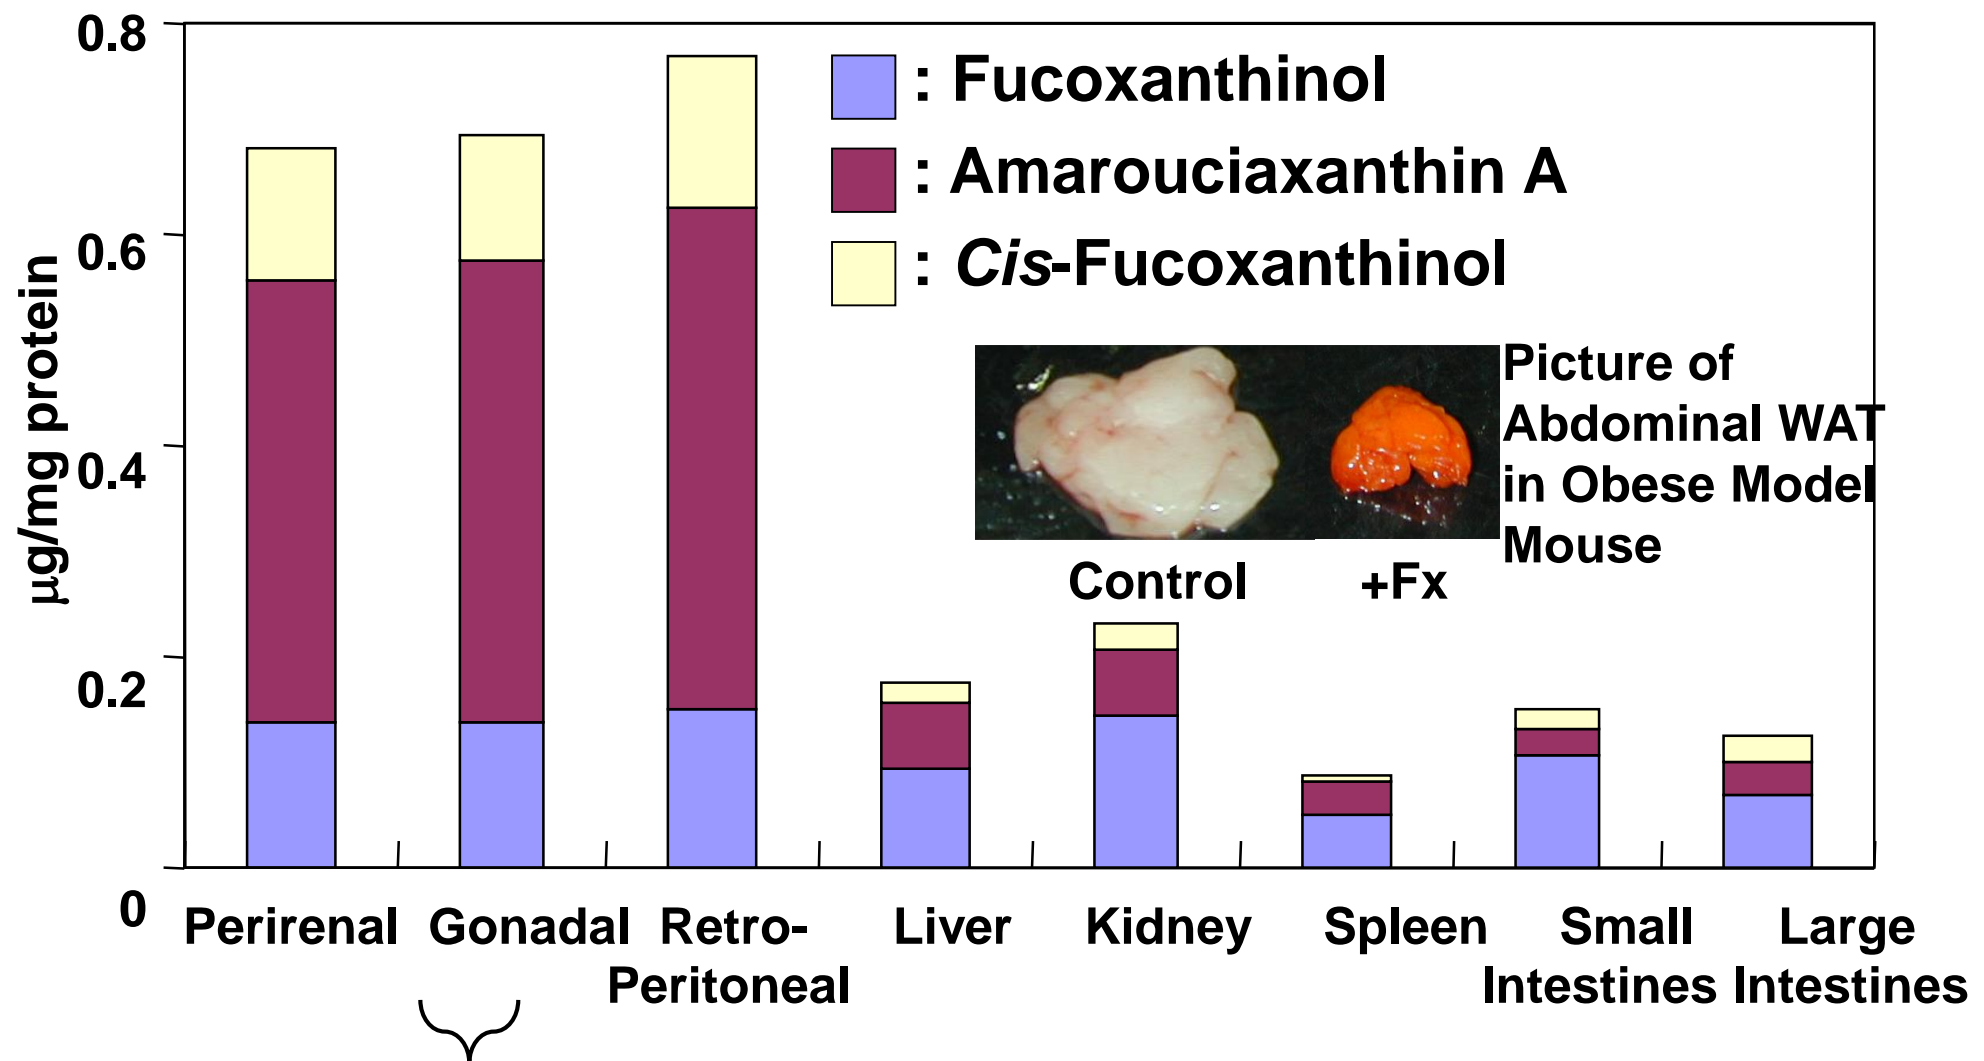 0.8
0.6
0.4
0.2
0
µg/mg protein
: Fucoxanthinol
: Amarouciaxanthin A
: Cis-Fucoxanthinol
Picture of
Abdominal WAT
in Obese Model
Mouse
Control +Fx
Perirenal Gonadal Retro- Liver Kidney Spleen Small Large
Peritoneal Intestines Intestines